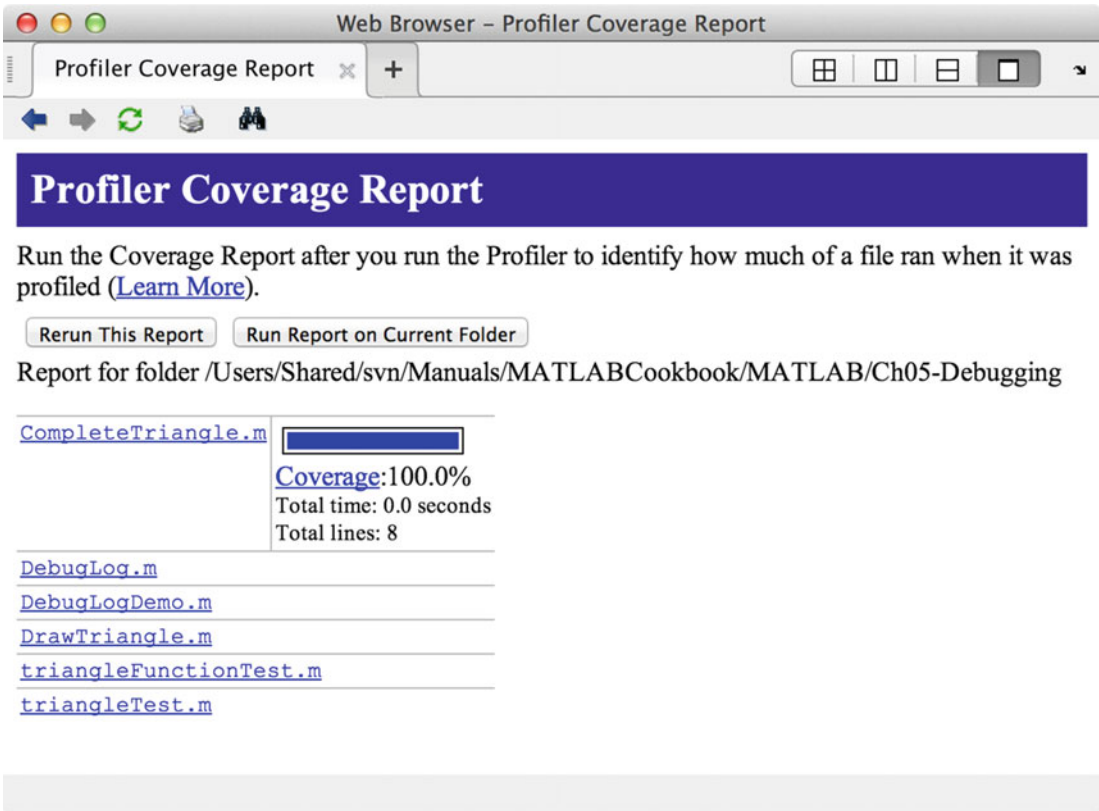 Web Browser – Profiler Coverage Report
Profiler Coverage Report
Profiler Coverage Report
Run the Coverage Report after you run the Profiler to identify how much of a file ran when it was
profiled (Learn More).
Rerun This Report Run Report on Current Folder
Report for folder /Users/Shared/svn/Manuals/MATLABCookbook/MATLAB/Ch05-Debugging
CompleteTriangle.m
Coverage:100.0%
Total time: 0.0 seconds
Total lines: 8
DebugLog.m
DebugLogDemo.m
DrawTriangle.m
triangleFunctionTest.m
triangleTest.m